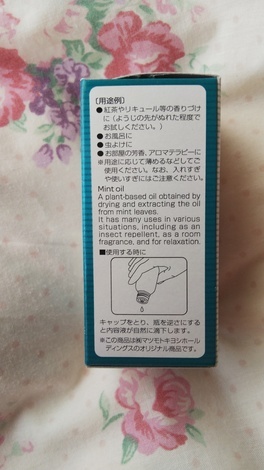 〔用途例〕
●紅茶やリキュール等の香りづけ
に(ようじの先がぬれた程度で
お試しください。)
●お風呂に
●虫よけに
●お部屋の芳香、アロマテラピーに
※用途に応じて薄めるなどしてご
使用ください。なお、入れすぎ
や使いすぎにはご注意ください。
Mint oil
A plant-based oil obtained by
drying and extracting the oil
from mint leaves.
It has many uses in various
situations, including as an
insect repellent, as a room
fragrance, and for relaxation.
■使用する時に
キャップをとり、瓶を逆さにする
と内容液が自然に滴下します。
※この商品は㈱マツモトキヨシホール
ディングスのオリジナル商品です。